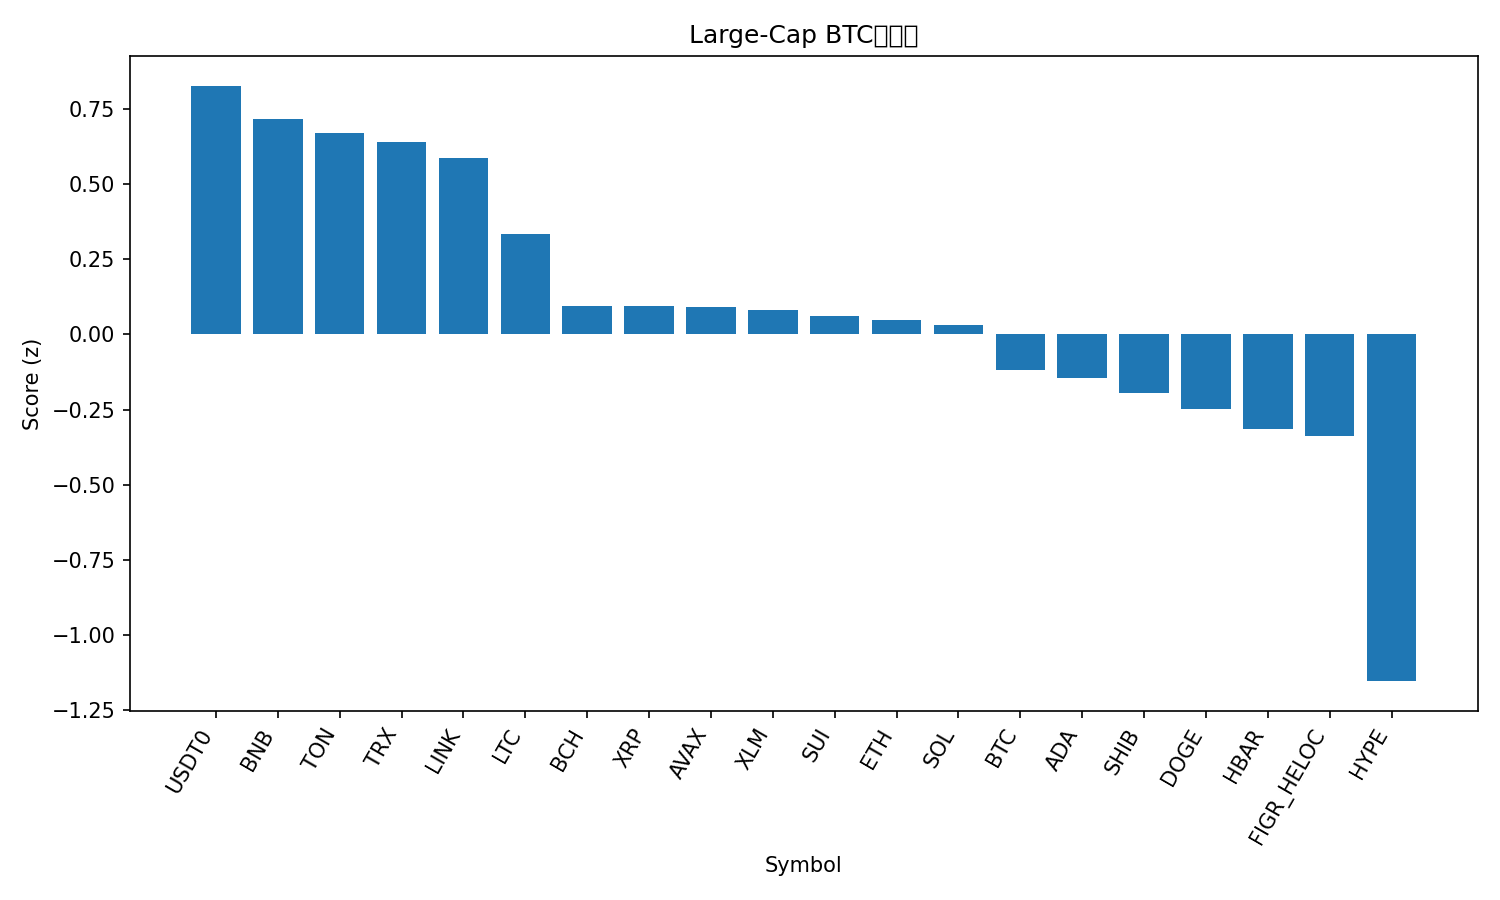 Large-Cap BTC
0.75
0.50
0.25
0.00
−0.25
−0.50
−0.75
−1.00
−1.25
Score (z)
USDT0
BNB
TON
TRX
LINK
LTC
BCH
XRP
AVAX
XLM
SUI
ETH
SOL
BTC
ADA
SHIB
DOGE
HBAR
FIGR_HELOC
HYPE
Symbol